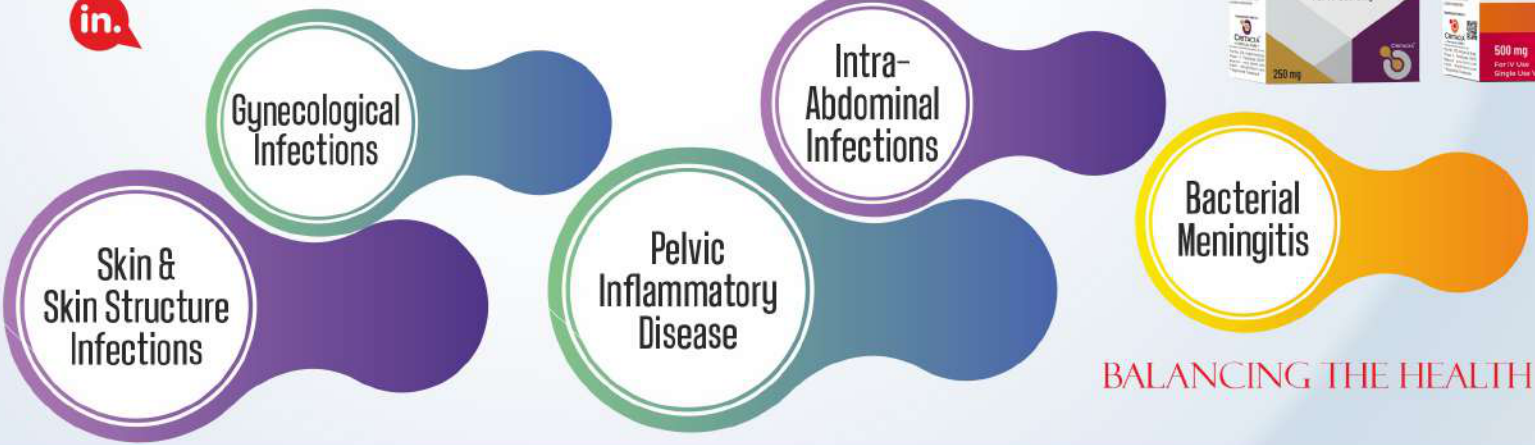 in.
Gynecological
Infections
Intra-
Abdominal
Infections
250 mg
500 mg
For IV Use
Bacterial
Meningitis
Skin &
Skin Structure
Infections
Pelvic
Inflammatory
Disease
BALANCING THE HEALTH